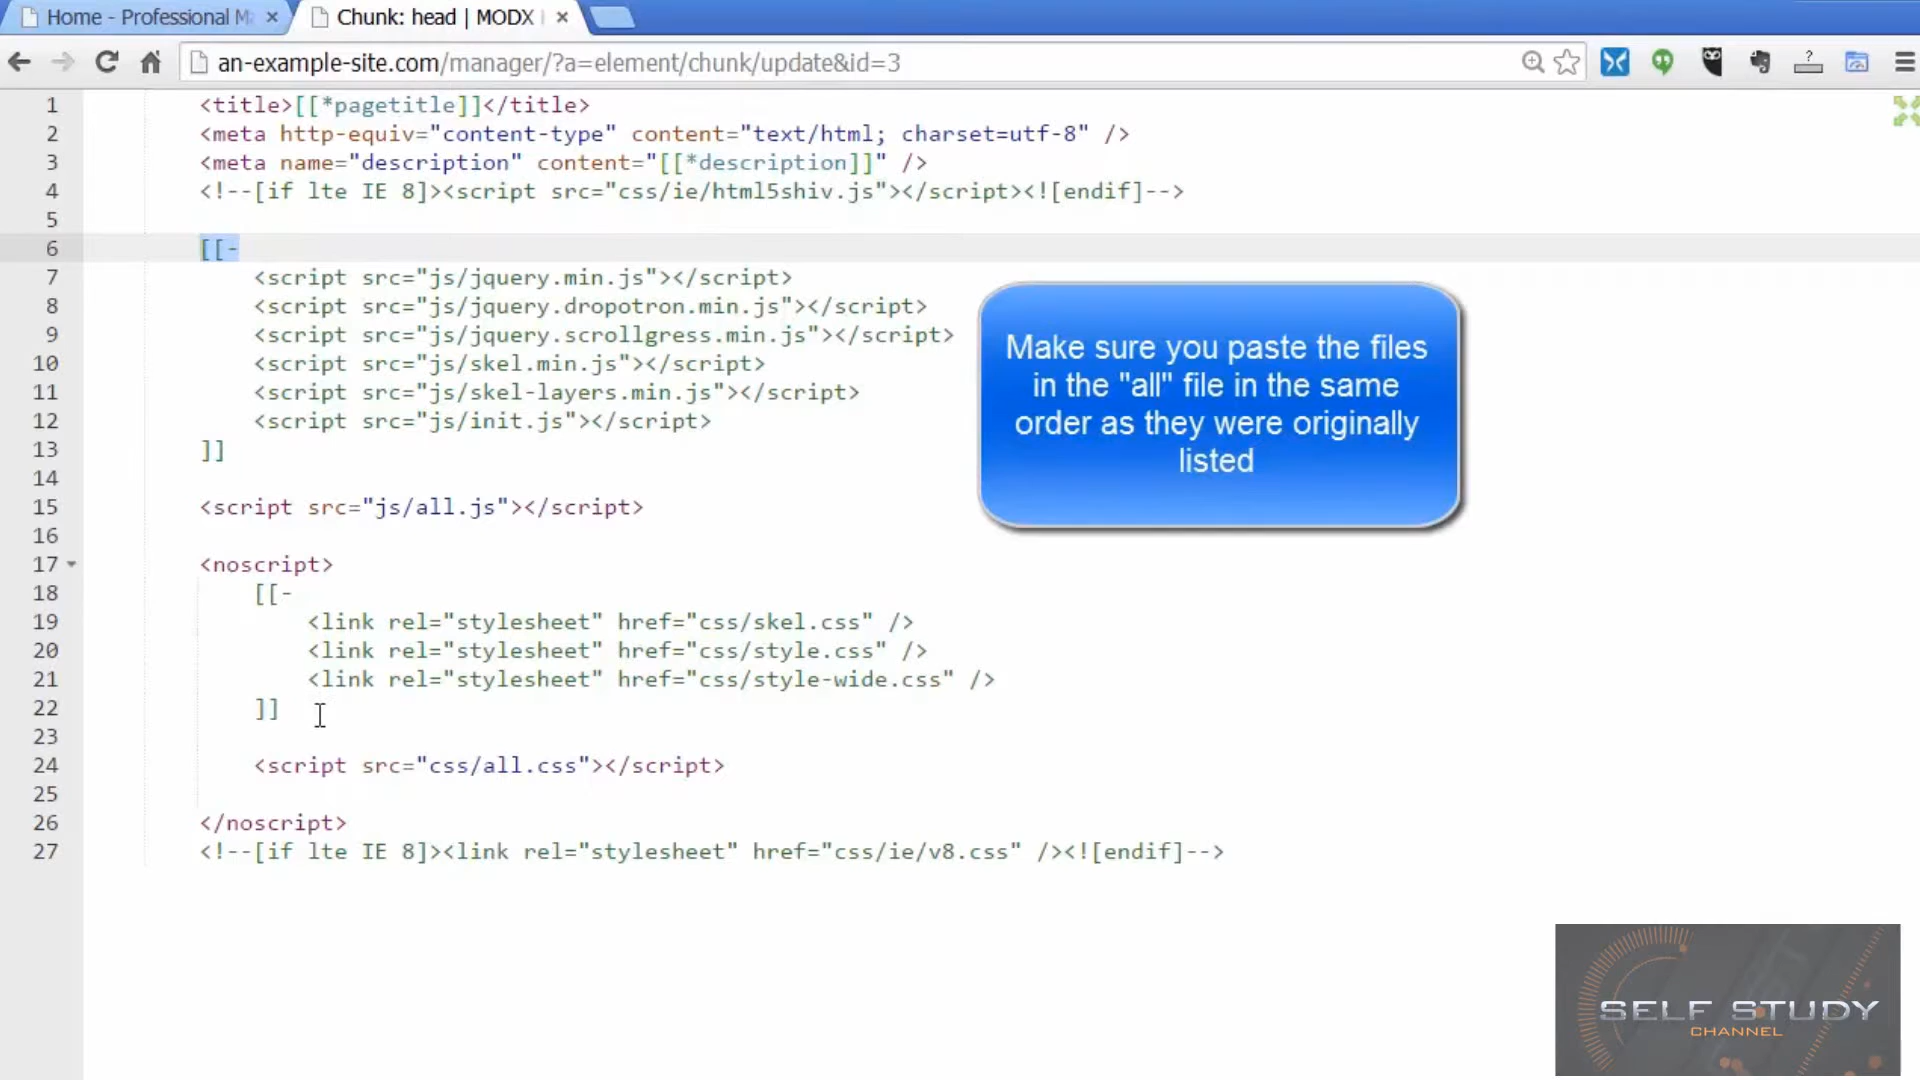 Home - Professional M
Chunk: head | MODX
an-example-site.com/manager/?a=element/chunk/update&id=3
1 <title>[[*pagetitle]]</title>
2 <meta http-equiv="content-type" content="text/html; charset=utf-8" />
3 <meta name="description" content="[[*description]]" />
4 <!--[if lte IE 8]><script src="css/ie/html5shiv.js"></script><![endif]-->
5
6 [[-
7 <script src="js/jquery.min.js"></script>
8 <script src="js/jquery.dropotron.min.js"></script>
9 <script src="js/jquery.scrollgress.min.js"></script>
10 <script src="js/skel.min.js"></script>
11 <script src="js/skel-layers.min.js"></script>
12 <script src="js/init.js"></script>
13 ]]
14
15 <script src="js/all.js"></script>
16
17 <noscript>
18 [[-
19 <link rel="stylesheet" href="css/skel.css" />
20 <link rel="stylesheet" href="css/style.css" />
21 <link rel="stylesheet" href="css/style-wide.css" />
22 ]]
23
24 <script src="css/all.css"></script>
25
26 </noscript>
27 <!--[if lte IE 8]><link rel="stylesheet" href="css/ie/v8.css" /><![endif]-->
Make sure you paste the files
in the "all" file in the same
order as they were originally
listed
SELF STUDY
CHANNEL